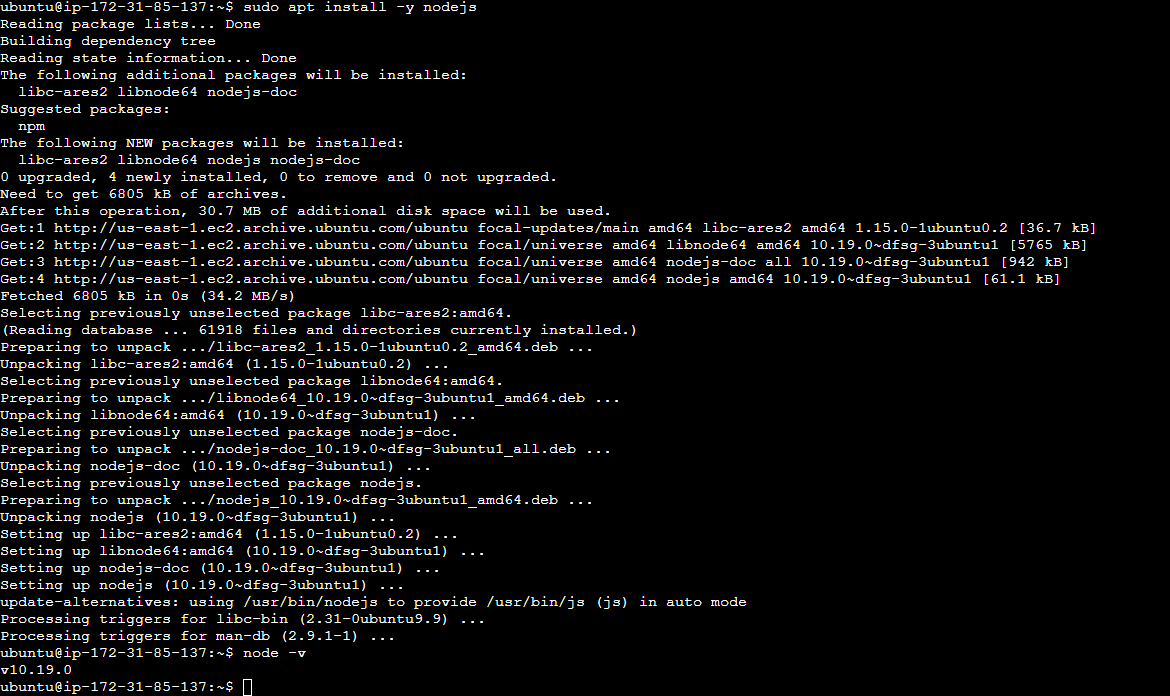 ubuntu@ip-172-31-85-137:~$ sudo apt install -y nodejs
Reading package lists... Done
Building dependency tree
Reading state information... Done
The following additional packages will be installed:
  libc-ares2 libnode64 nodejs-doc
Suggested packages:
  npm
The following NEW packages will be installed:
  libc-ares2 libnode64 nodejs nodejs-doc
0 upgraded, 4 newly installed, 0 to remove and 0 not upgraded.
Need to get 6805 kB of archives.
After this operation, 30.7 MB of additional disk space will be used.
Get:1 http://us-east-1.ec2.archive.ubuntu.com/ubuntu focal-updates/main amd64 libc-ares2 amd64 1.15.0-1ubuntu0.2 [36.7 kB]
Get:2 http://us-east-1.ec2.archive.ubuntu.com/ubuntu focal/universe amd64 libnode64 amd64 10.19.0~dfsg-3ubuntu1 [5765 kB]
Get:3 http://us-east-1.ec2.archive.ubuntu.com/ubuntu focal/universe amd64 nodejs-doc all 10.19.0~dfsg-3ubuntu1 [942 kB]
Get:4 http://us-east-1.ec2.archive.ubuntu.com/ubuntu focal/universe amd64 nodejs amd64 10.19.0~dfsg-3ubuntu1 [61.1 kB]
Fetched 6805 kB in 0s (34.2 MB/s)
Selecting previously unselected package libc-ares2:amd64.
(Reading database ... 61918 files and directories currently installed.)
Preparing to unpack .../libc-ares2_1.15.0-1ubuntu0.2_amd64.deb ...
Unpacking libc-ares2:amd64 (1.15.0-1ubuntu0.2) ...
Selecting previously unselected package libnode64:amd64.
Preparing to unpack .../libnode64_10.19.0~dfsg-3ubuntu1_amd64.deb ...
Unpacking libnode64:amd64 (10.19.0~dfsg-3ubuntu1) ...
Selecting previously unselected package nodejs-doc.
Preparing to unpack .../nodejs-doc_10.19.0~dfsg-3ubuntu1_all.deb ...
Unpacking nodejs-doc (10.19.0~dfsg-3ubuntu1) ...
Selecting previously unselected package nodejs.
Preparing to unpack .../nodejs_10.19.0~dfsg-3ubuntu1_amd64.deb ...
Unpacking nodejs (10.19.0~dfsg-3ubuntu1) ...
Setting up libc-ares2:amd64 (1.15.0-1ubuntu0.2) ...
Setting up libnode64:amd64 (10.19.0~dfsg-3ubuntu1) ...
Setting up nodejs-doc (10.19.0~dfsg-3ubuntu1) ...
Setting up nodejs (10.19.0~dfsg-3ubuntu1) ...
update-alternatives: using /usr/bin/nodejs to provide /usr/bin/js (js) in auto mode
Processing triggers for libc-bin (2.31-0ubuntu9.9) ...
Processing triggers for man-db (2.9.1-1) ...
ubuntu@ip-172-31-85-137:~$ node -v
v10.19.0
ubuntu@ip-172-31-85-137:~$